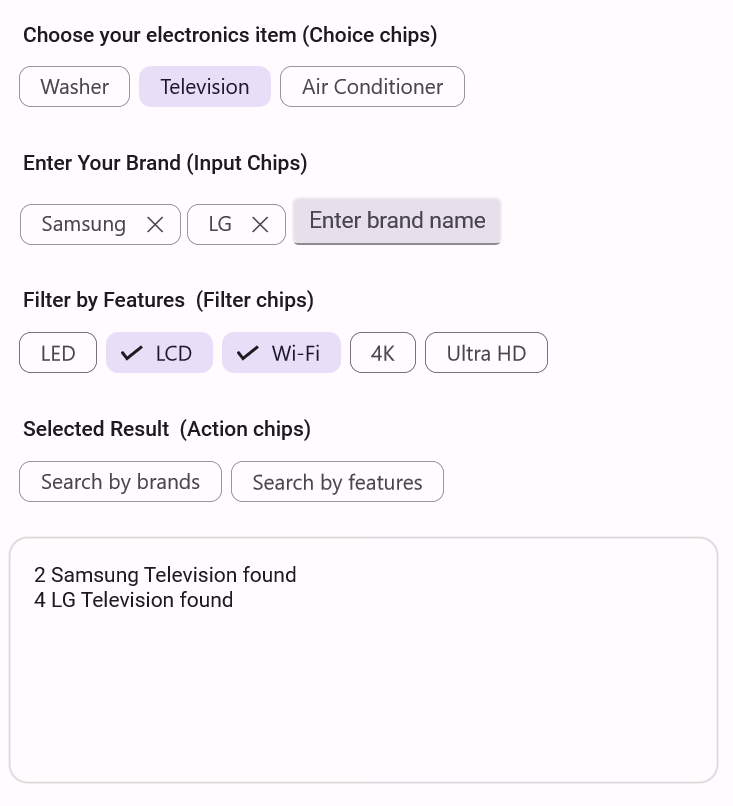 Choose your electronics item (Choice chips)
Washer Television Air Conditioner
Enter Your Brand (Input Chips)
Samsung LG Enter brand name
Filter by Features (Filter chips)
LED LCD Wi-Fi 4K Ultra HD
Selected Result (Action chips)
Search by brands Search by features
2 Samsung Television found
4 LG Television found